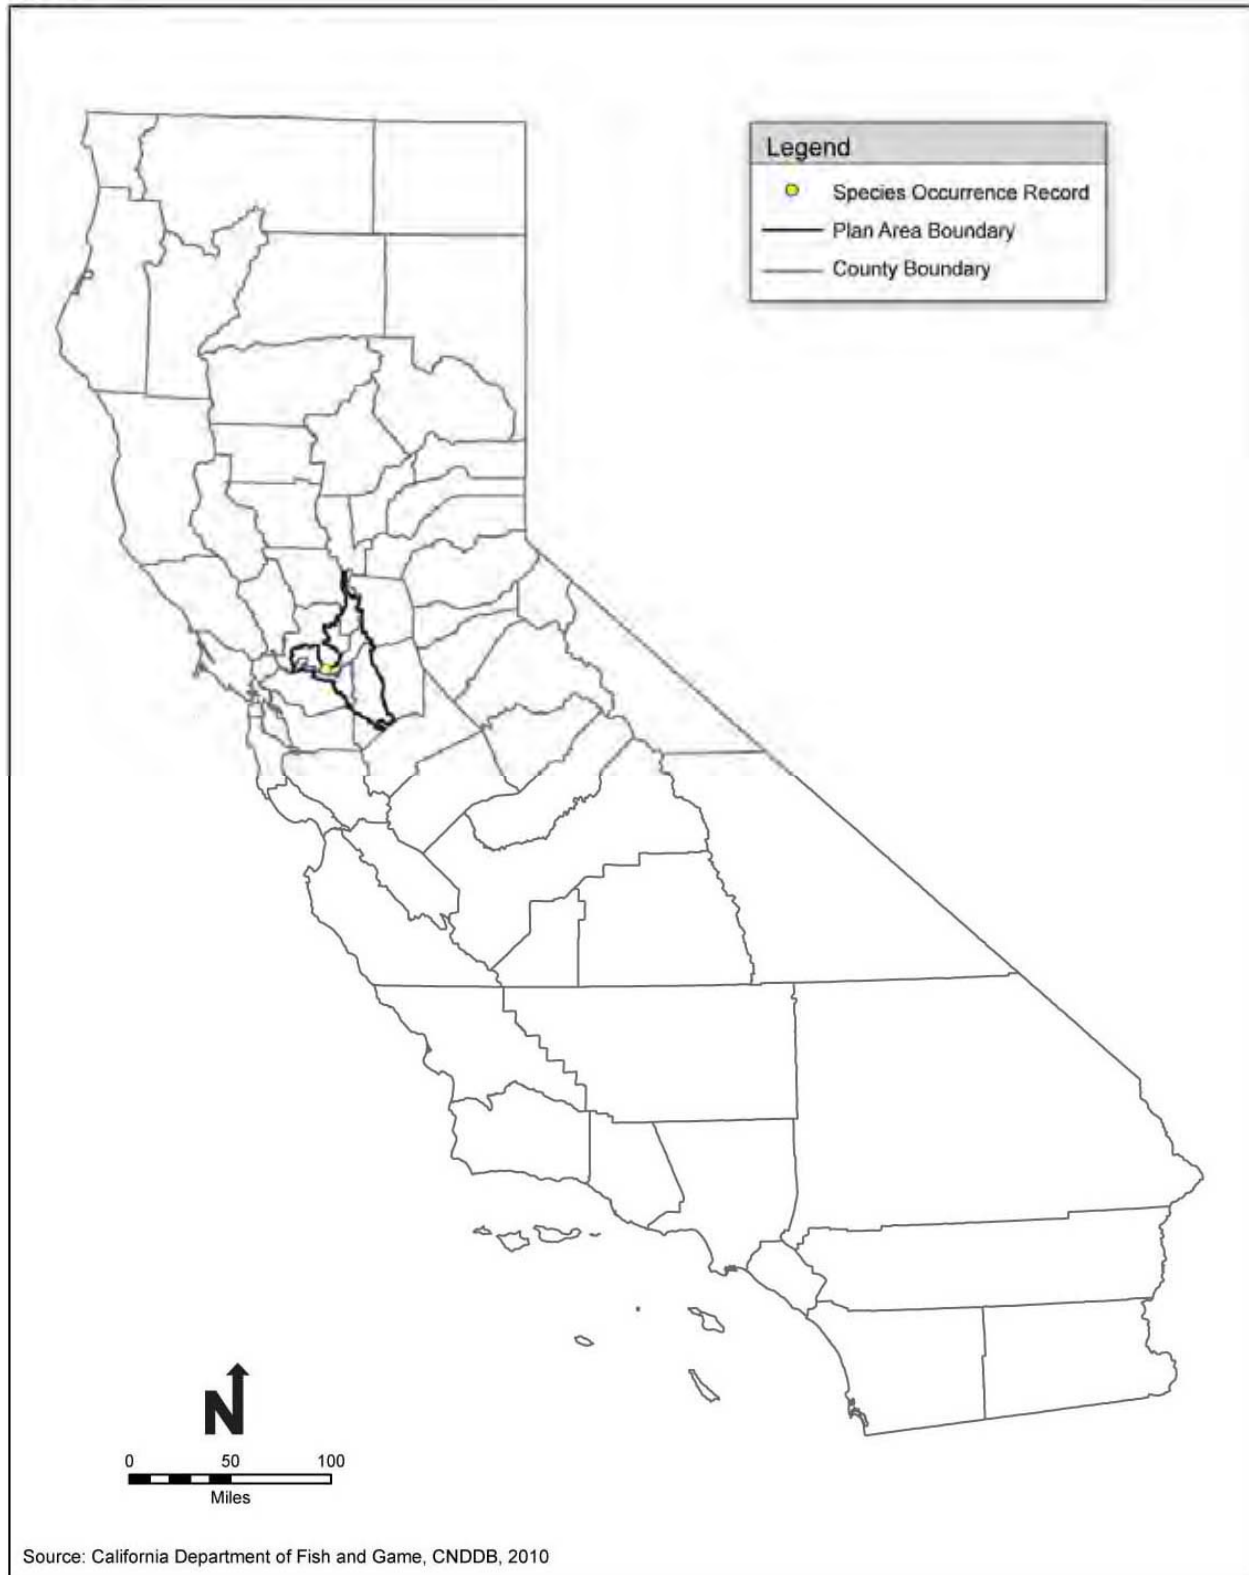 Legend
Species Occurrence Record
Plan Area Boundary
County Boundary
N
0 50 100
Miles
Source: California Department of Fish and Game, CNDDB, 2010